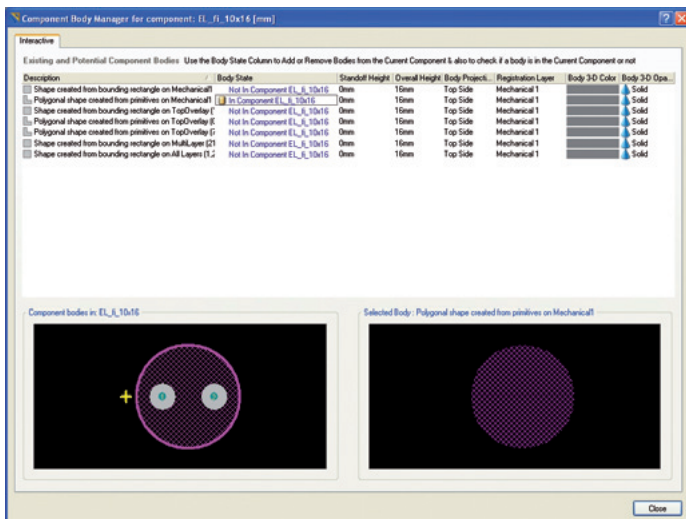 Component Body Manager for component: EL_fi_10x16 [mm]
Interactive
Existing and Potential Component Bodies Use the Body State Column to Add or Remove Bodies from the Current Component & also to check if a body is in the Current Component or not
Description / Body State Standoff Height Overall Height Body Projecti... Registration Layer Body 3-D Color Body 3-D Opa...
Shape created from bounding rectangle on Mechanical1 Not In Component EL_fi_10x16 0mm 16mm Top Side Mechanical 1 Solid
Polygonal shape created from primitives on Mechanical1 In Component EL_fi_10x16 0mm 16mm Top Side Mechanical 1 Solid
Shape created from bounding rectangle on TopOverlay Not In Component EL_fi_10x16 0mm 16mm Top Side Mechanical 1 Solid
Polygonal shape created from primitives on TopOverlay Not In Component EL_fi_10x16 0mm 16mm Top Side Mechanical 1 Solid
Polygonal shape created from primitives on TopOverlay Not In Component EL_fi_10x16 0mm 16mm Top Side Mechanical 1 Solid
Shape created from bounding rectangle on MultiLayer (21 Not In Component EL_fi_10x16 0mm 16mm Top Side Mechanical 1 Solid
Shape created from bounding rectangle on All Layers (1,2 Not In Component EL_fi_10x16 0mm 16mm Top Side Mechanical 1 Solid
Component bodies in: EL_fi_10x16
Selected Body : Polygonal shape created from primitives on Mechanical1
Close